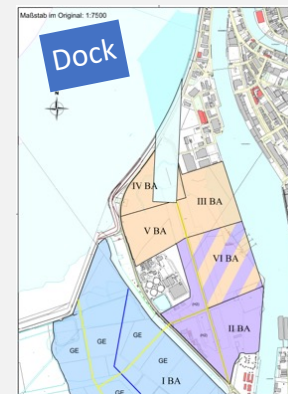 Maßstab im Original: 1:7500
Dock
IV BA
III BA
V BA
VI BA
II BA
GE
GE
GE
GE
GE
I BA